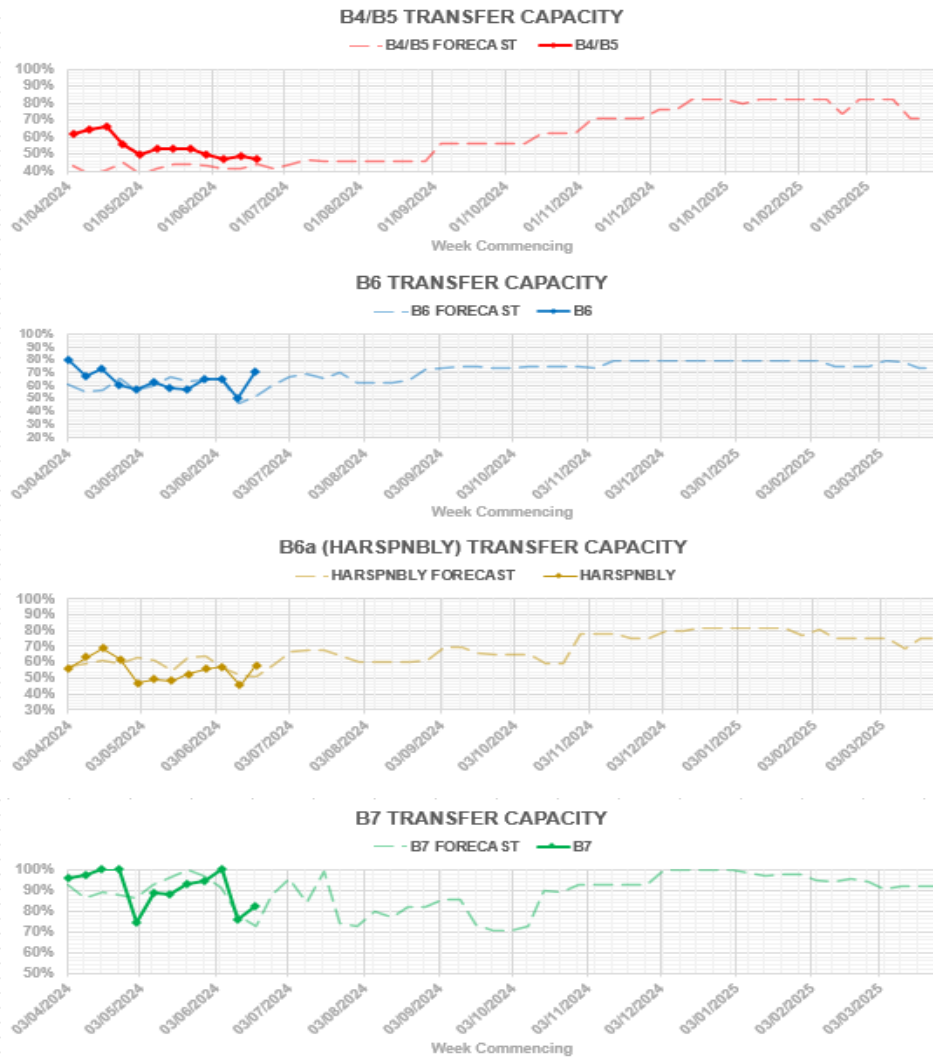 B4/B5 TRANSFER CAPACITY
B4/B5 FORECAST B4/B5
100%
90%
80%
70%
60%
50%
40%
01/04/2024 01/05/2024 01/06/2024 01/07/2024 01/08/2024 01/09/2024 01/10/2024 01/11/2024 01/12/2024 01/01/2025 01/02/2025 01/03/2025
Week Commencing
B6 TRANSFER CAPACITY
B6 FORECAST B6
100%
90%
80%
70%
60%
50%
40%
30%
20%
03/04/2024 03/05/2024 03/06/2024 03/07/2024 03/08/2024 03/09/2024 03/10/2024 03/11/2024 03/12/2024 03/01/2025 03/02/2025 03/03/2025
Week Commencing
B6a (HARSPNBLY) TRANSFER CAPACITY
HARSPNBLY FORECAST HARSPNBLY
100%
90%
80%
70%
60%
50%
40%
30%
03/04/2024 03/05/2024 03/06/2024 03/07/2024 03/08/2024 03/09/2024 03/10/2024 03/11/2024 03/12/2024 03/01/2025 03/02/2025 03/03/2025
B7 TRANSFER CAPACITY
B7 FORECAST B7
100%
90%
80%
70%
60%
50%
03/04/2024 03/05/2024 03/06/2024 03/07/2024 03/08/2024 03/09/2024 03/10/2024 03/11/2024 03/12/2024 03/01/2025 03/02/2025 03/03/2025
Week Commencing